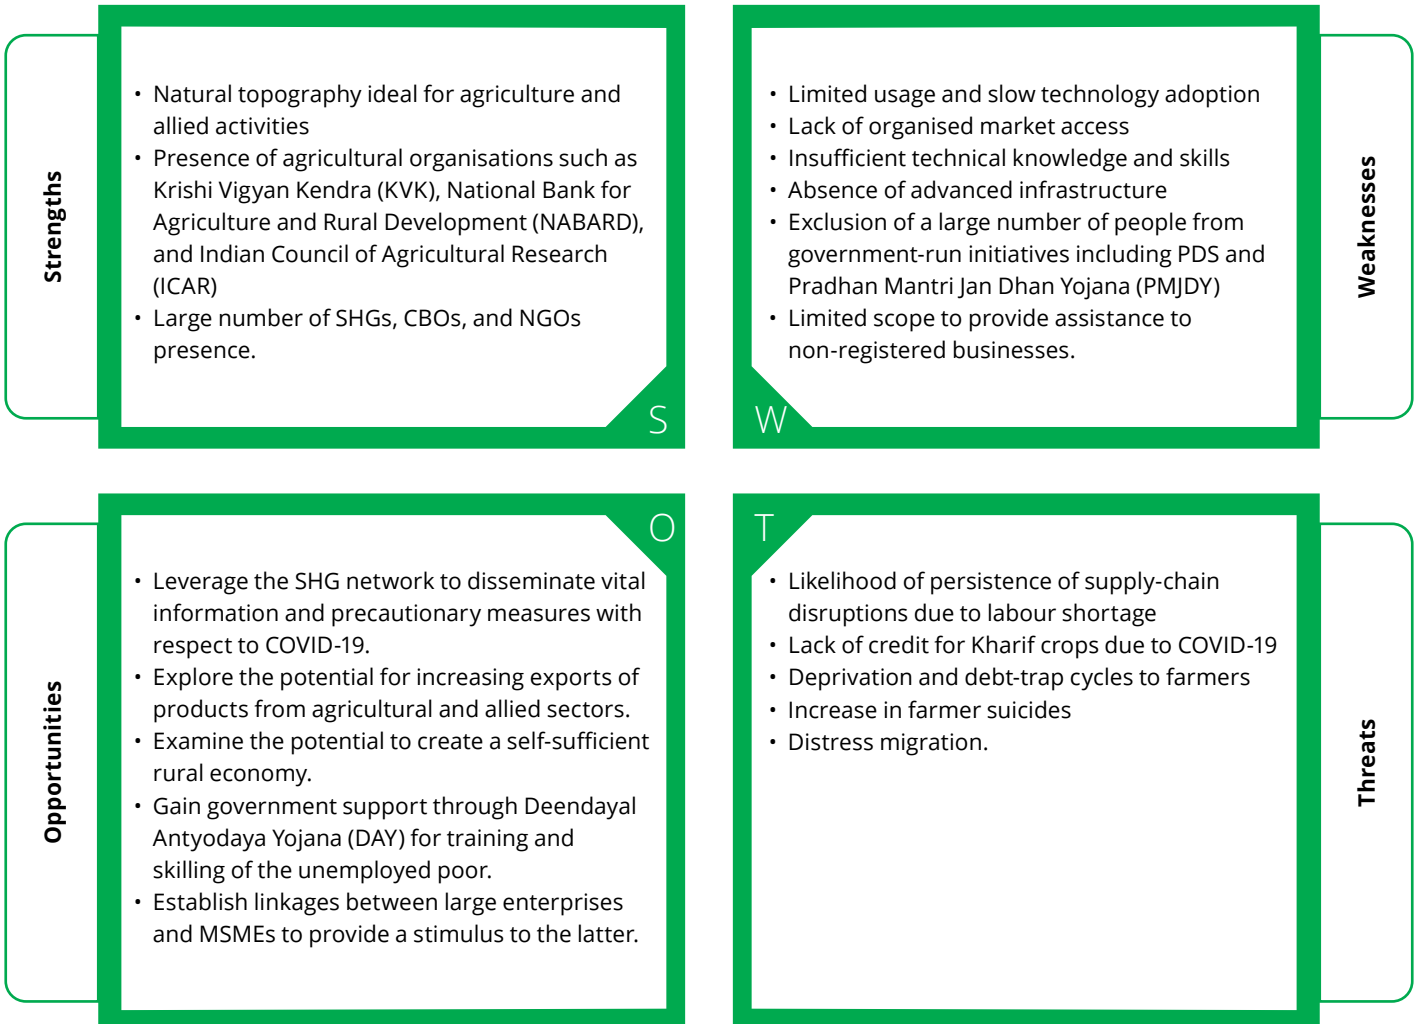 Strengths
• Natural topography ideal for agriculture and
allied activities
• Presence of agricultural organisations such as
Krishi Vigyan Kendra (KVK), National Bank for
Agriculture and Rural Development (NABARD),
and Indian Council of Agricultural Research
(ICAR)
• Large number of SHGs, CBOs, and NGOs
presence.
S
Weaknesses
• Limited usage and slow technology adoption
• Lack of organised market access
• Insufficient technical knowledge and skills
• Absence of advanced infrastructure
• Exclusion of a large number of people from
government-run initiatives including PDS and
Pradhan Mantri Jan Dhan Yojana (PMJDY)
• Limited scope to provide assistance to
non-registered businesses.
W
Opportunities
O
• Leverage the SHG network to disseminate vital
information and precautionary measures with
respect to COVID-19.
• Explore the potential for increasing exports of
products from agricultural and allied sectors.
• Examine the potential to create a self-sufficient
rural economy.
• Gain government support through Deendayal
Antyodaya Yojana (DAY) for training and
skilling of the unemployed poor.
• Establish linkages between large enterprises
and MSMEs to provide a stimulus to the latter.
Threats
T
• Likelihood of persistence of supply-chain
disruptions due to labour shortage
• Lack of credit for Kharif crops due to COVID-19
• Deprivation and debt-trap cycles to farmers
• Increase in farmer suicides
• Distress migration.